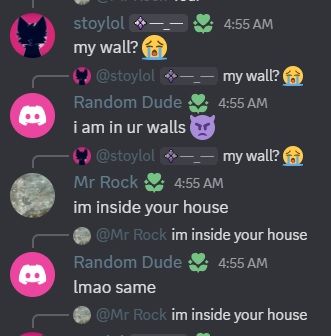 stoylol —_— 4:55 AM
my wall? 😭
@stoylol —_— my wall? 😭
Random Dude 4:55 AM
i am in ur walls 👿
@stoylol —_— my wall? 😭
Mr Rock 4:55 AM
im inside your house
@Mr Rock im inside your house
Random Dude 4:55 AM
lmao same
@Mr Rock im inside your house